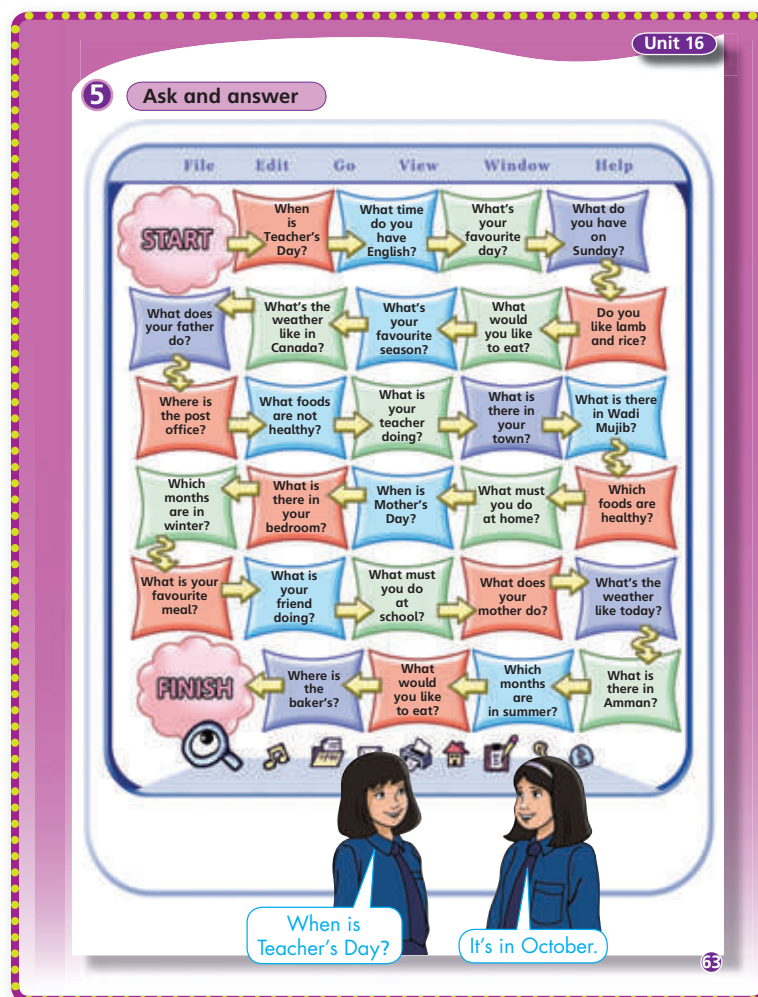 Unit 16
5 Ask and answer
File Edit Go View Window Help
START
When
is
Teacher's
Day?
What time
do you
have
English?
What's
your
favourite
day?
What do
you have
on
Sunday?
Do you
like lamb
and rice?
What
would
you like
to eat?
What's
your
favourite
season?
What's the
weather
like in
Canada?
What does
your father
do?
Where is
the post
office?
What foods
are not
healthy?
What is
your
teacher
doing?
What is
there in
your
town?
What is there
in Wadi
Mujib?
Which
foods are
healthy?
What must
you do
at home?
When is
Mother's
Day?
What is
there in
your
bedroom?
Which
months
are in
winter?
What is your
favourite
meal?
What is
your
friend
doing?
What must
you do
at
school?
What does
your
mother do?
What's the
weather
like today?
What is
there in
Amman?
Which
months
are
in summer?
What
would
you like
to eat?
Where is
the
baker's?
FINISH
When is
Teacher's Day?
It's in October.
63